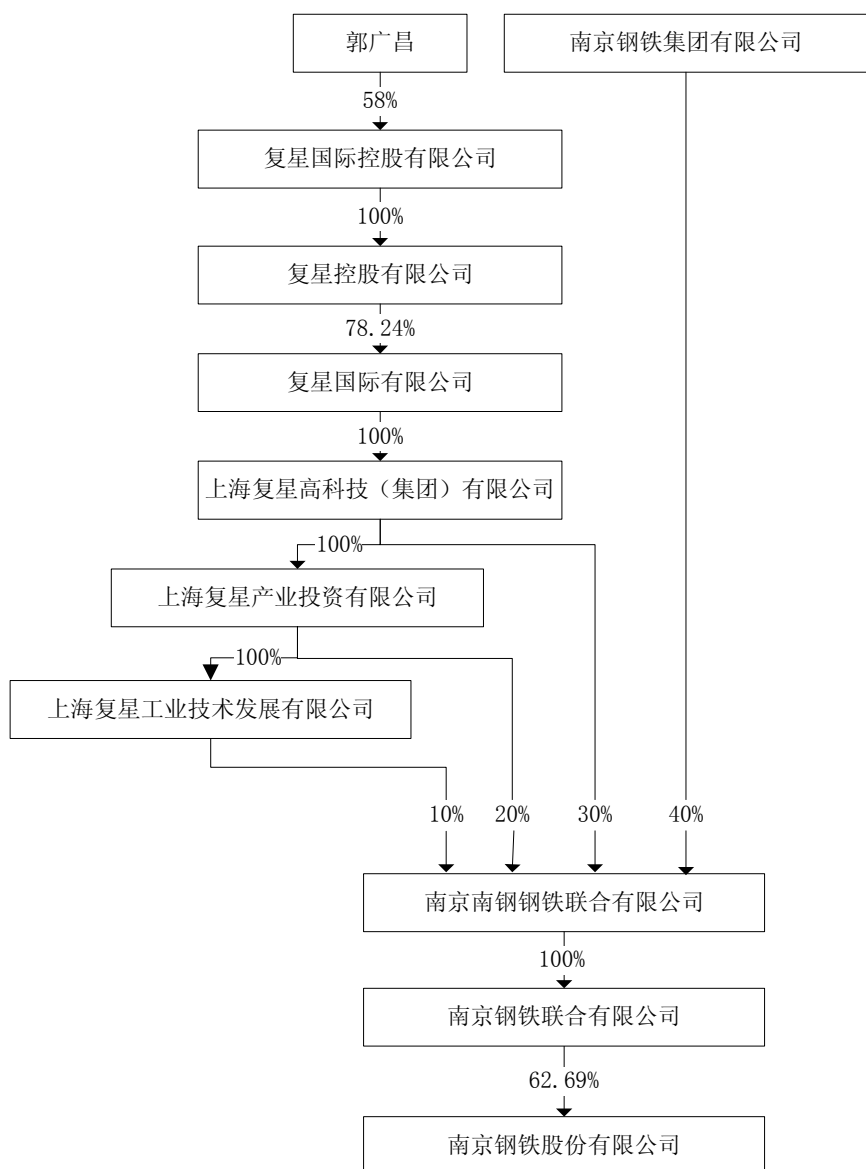 郭广昌
南京钢铁集团有限公司
58%
复星国际控股有限公司
100%
复星控股有限公司
78.24%
复星国际有限公司
100%
上海复星高科技（集团）有限公司
100%
上海复星产业投资有限公司
100%
上海复星工业技术发展有限公司
10%
20%
30%
40%
南京南钢钢铁联合有限公司
100%
南京钢铁联合有限公司
62.69%
南京钢铁股份有限公司